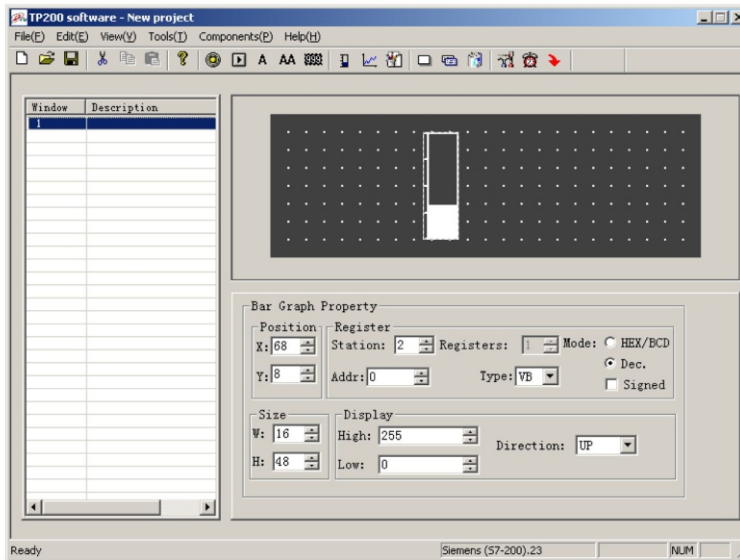 TP200 software - New project
File(F) Edit(E) View(V) Tools(T) Components(P) Help(H)
A AA
Window Description
1
Bar Graph Property
Position Register
X: 68 Station: 2 Registers: 1 Mode: HEX/BCD
Dec.
Y: 8 Addr: 0 Type: VB Signed
Size Display
W: 16 High: 255 Direction: UP
H: 48 Low: 0
Ready Siemens (S7-200).23 NUM